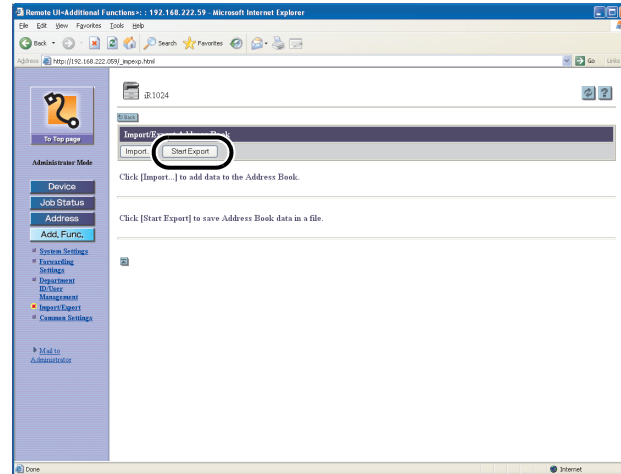 Remote UI<Additional Functions>: : 192.168.222.59 - Microsoft Internet Explorer
File Edit View Favorites Tools Help
Back Search Favorites
Address http://192.168.222.059/_impexp.html Go Links
iR1024
Back
To Top page
Import/Export Address Book
Import... Start Export
Administrator Mode
Click [Import...] to add data to the Address Book.
Device
Job Status
Address
Click [Start Export] to save Address Book data in a file.
Add. Func.
System Settings
Forwarding
Settings
Department
ID/User
Management
Import/Export
Common Settings
Mail to
Administrator
Done Internet